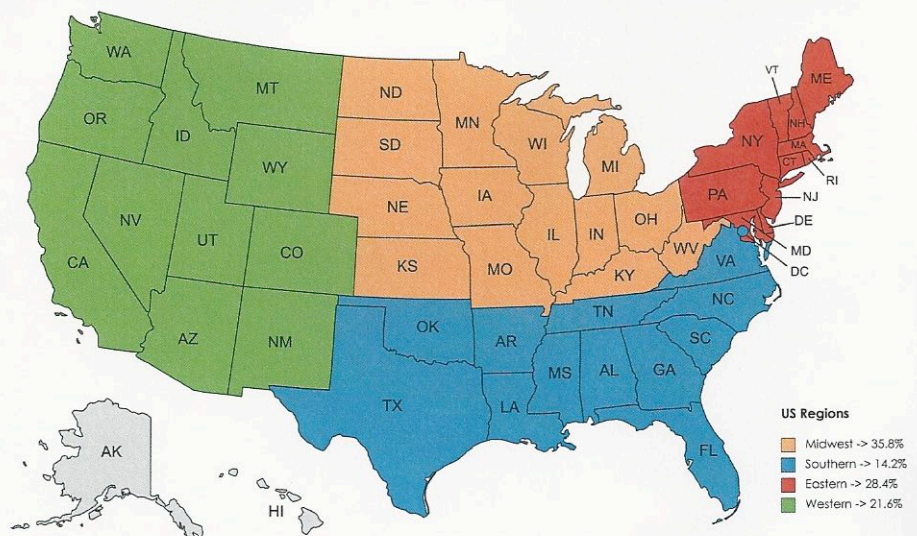 WA
MT
ND
MN
VT
ME
OR
ID
SD
WI
MI
NY
NH
MA
CT
RI
WY
NE
IA
PA
NJ
NV
UT
CO
IL
IN
OH
DE
MD
DC
CA
KS
MO
WV
VA
KY
AZ
NM
OK
AR
TN
NC
SC
MS
AL
GA
TX
LA
FL
AK
HI
US Regions
Midwest -> 35.8%
Southern -> 14.2%
Eastern -> 28.4%
Western -> 21.6%